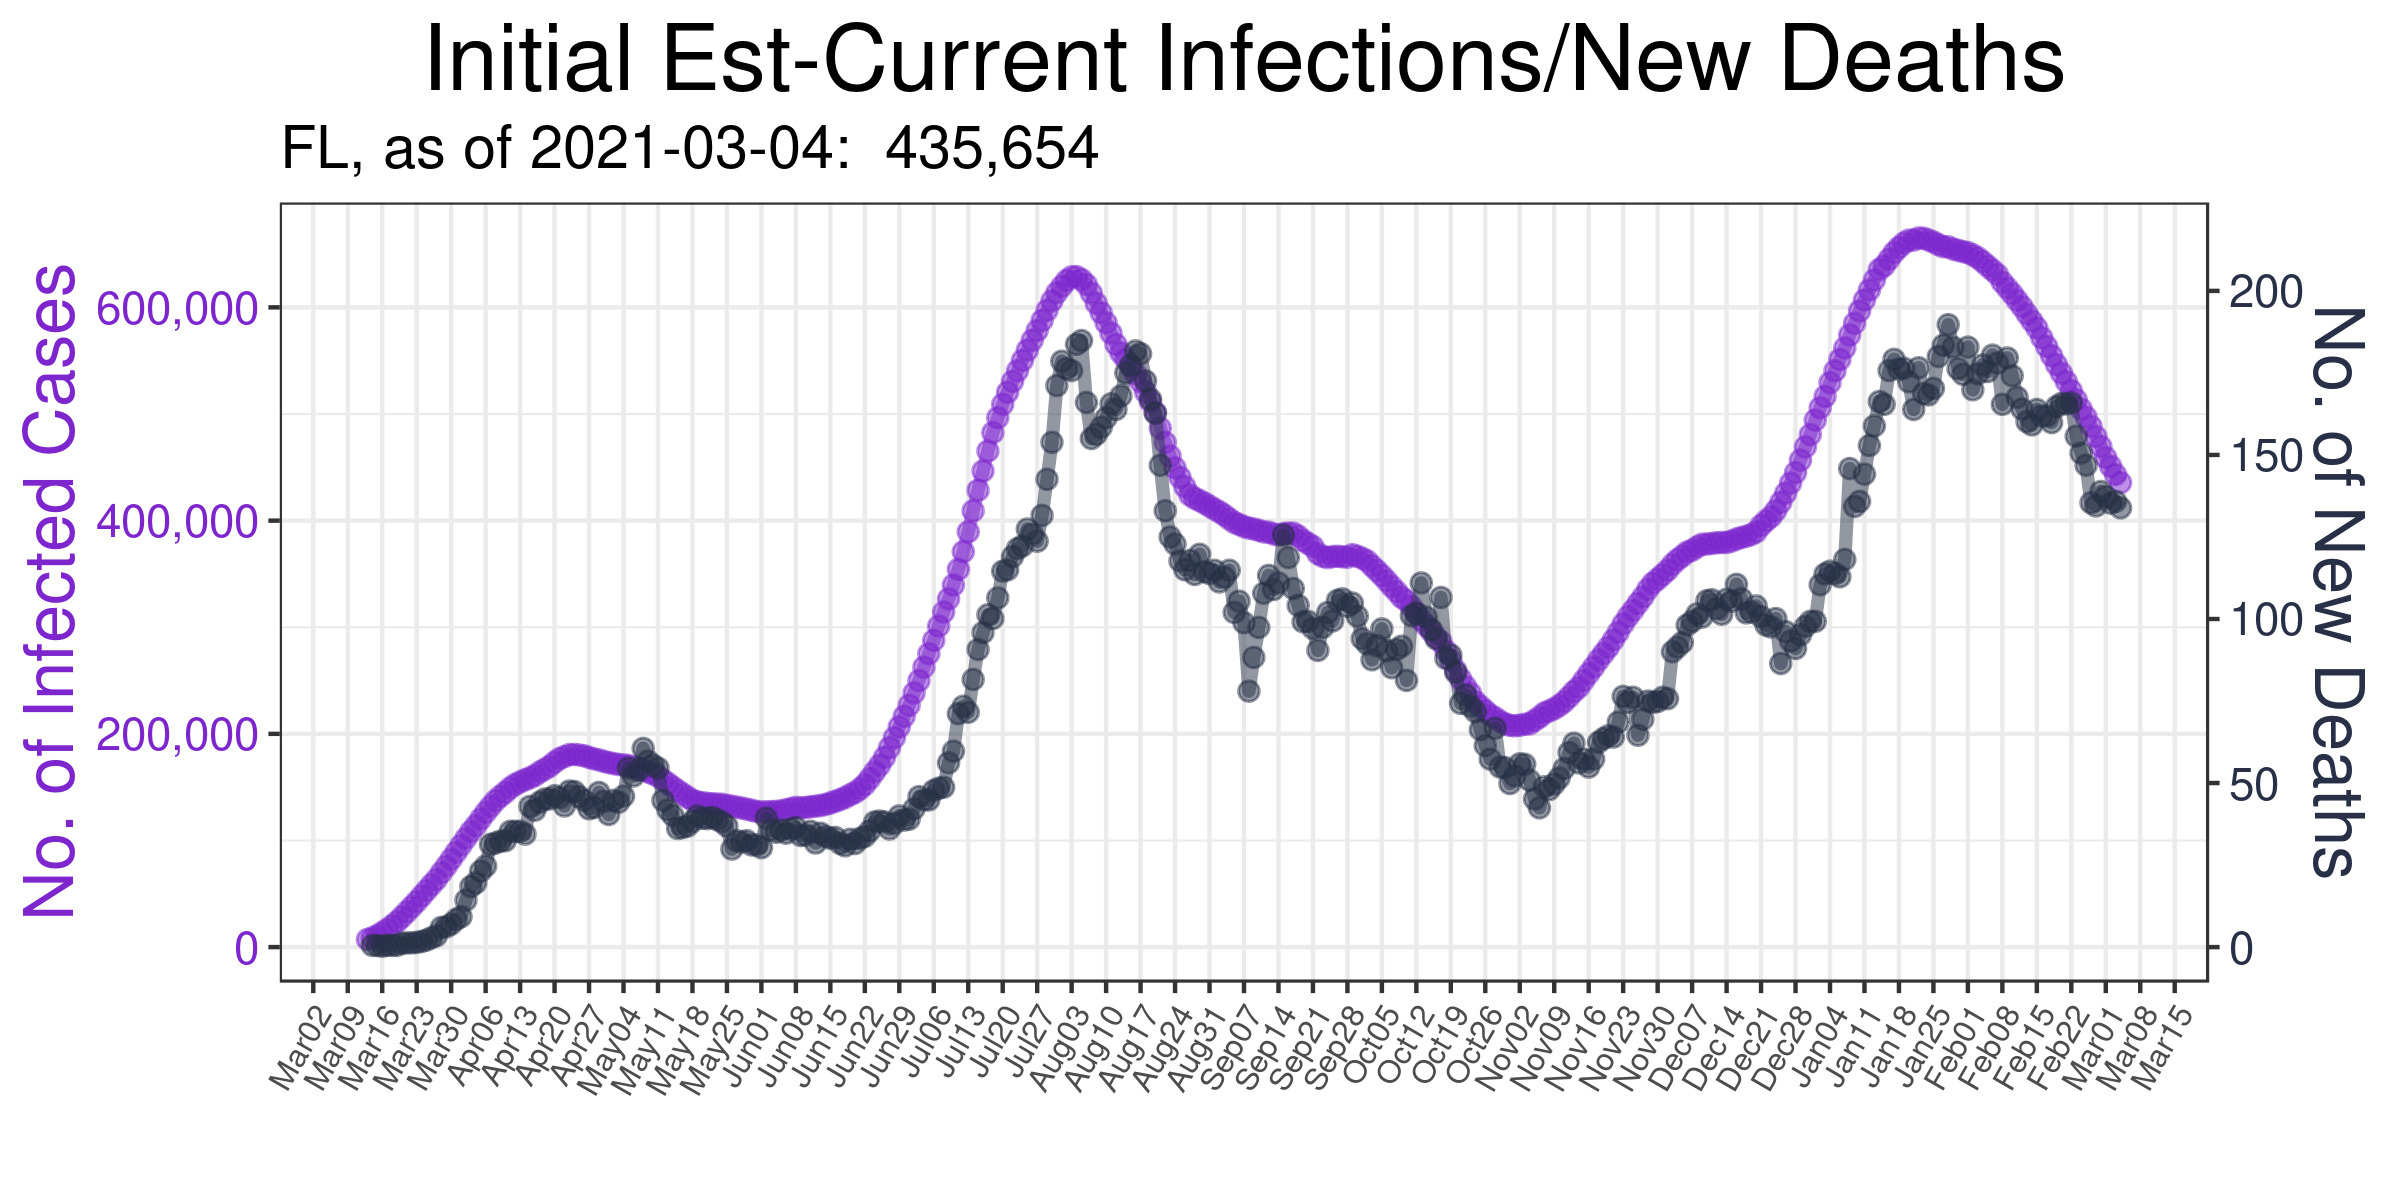 Initial Est-Current Infections/New Deaths
FL, as of 2021-03-04:  435,654
No. of Infected Cases
600,000
400,000
200,000
0
200
150
100
50
0
No. of New Deaths
Mar02
Mar09
Mar16
Mar23
Mar30
Apr06
Apr13
Apr20
Apr27
May04
May11
May18
May25
Jun01
Jun08
Jun15
Jun22
Jun29
Jul06
Jul13
Jul20
Jul27
Aug03
Aug10
Aug17
Aug24
Aug31
Sep07
Sep14
Sep21
Sep28
Oct05
Oct12
Oct19
Oct26
Nov02
Nov09
Nov16
Nov23
Nov30
Dec07
Dec14
Dec21
Dec28
Jan04
Jan11
Jan18
Jan25
Feb01
Feb08
Feb15
Feb22
Mar01
Mar08
Mar15